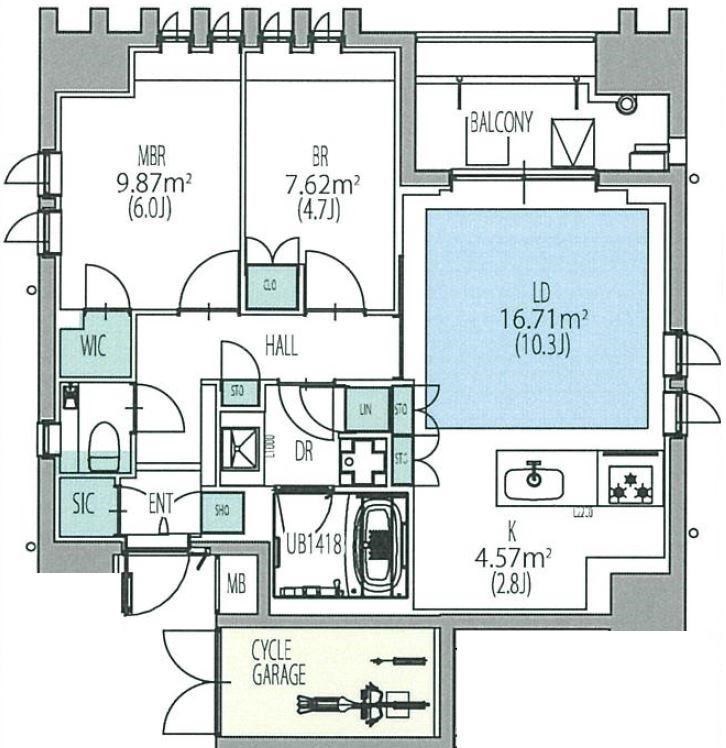 BALCONY
MBR
9.87m²
(6.0J)
BR
7.62m²
(4.7J)
CLO
LD
16.71m²
(10.3J)
WIC
HALL
STO
LIN
STO
L1000
DR
STO
SIC
ENT
SHO
UB1418
K
4.57m²
(2.8J)
MB
CYCLE
GARAGE